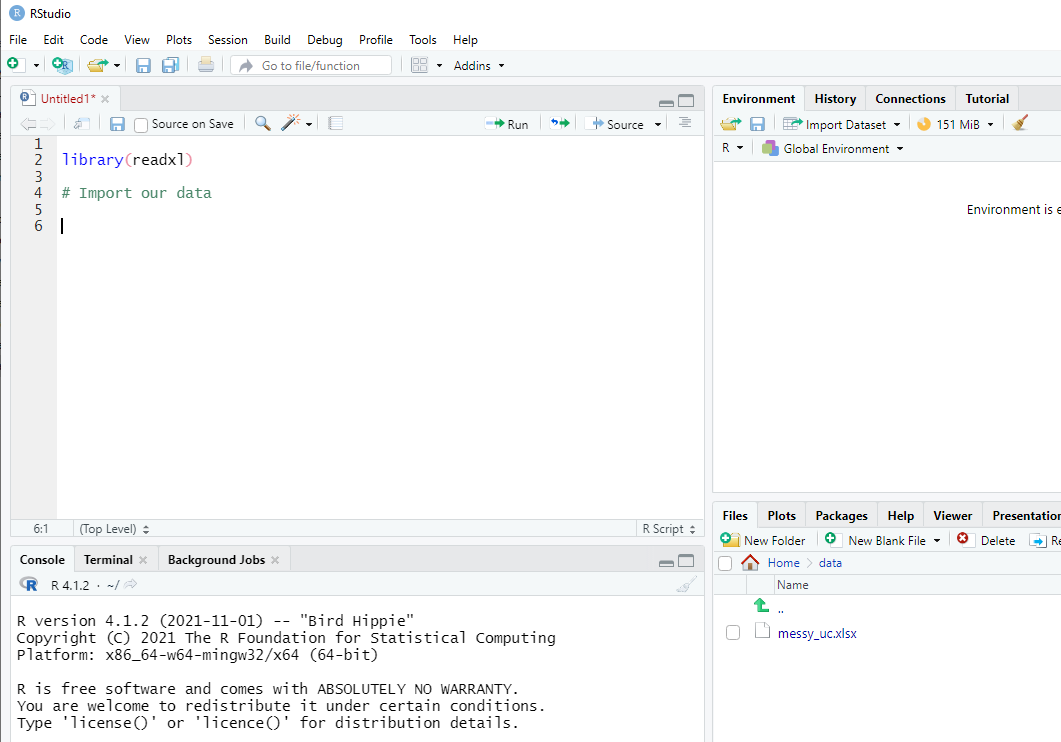 RStudio
File Edit Code View Plots Session Build Debug Profile Tools Help
Go to file/function Addins
Untitled1*
Source on Save Run Source
1
2 library(readxl)
3
4 # Import our data
5
6
6:1 (Top Level) R Script
Console Terminal Background Jobs
R 4.1.2 · ~/
R version 4.1.2 (2021-11-01) -- "Bird Hippie"
Copyright (C) 2021 The R Foundation for Statistical Computing
Platform: x86_64-w64-mingw32/x64 (64-bit)
R is free software and comes with ABSOLUTELY NO WARRANTY.
You are welcome to redistribute it under certain conditions.
Type 'license()' or 'licence()' for distribution details.
Environment History Connections Tutorial
Import Dataset 151 MiB
R Global Environment
Environment is e
Files Plots Packages Help Viewer Presentation
New Folder New Blank File Delete Re
Home data
Name
..
messy_uc.xlsx